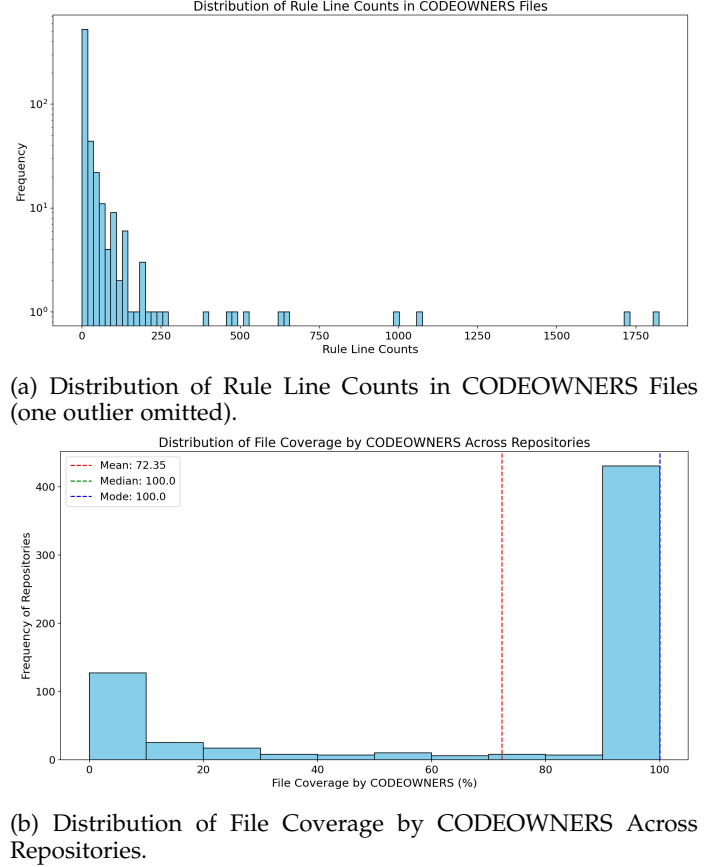 Distribution of Rule Line Counts in CODEOWNERS Files
Frequency
10²
10¹
10⁰
0 250 500 750 1000 1250 1500 1750
Rule Line Counts
(a) Distribution of Rule Line Counts in CODEOWNERS Files
(one outlier omitted).
Distribution of File Coverage by CODEOWNERS Across Repositories
Mean: 72.35
Median: 100.0
Mode: 100.0
Frequency of Repositories
400
300
200
100
0
0 20 40 60 80 100
File Coverage by CODEOWNERS (%)
(b) Distribution of File Coverage by CODEOWNERS Across
Repositories.